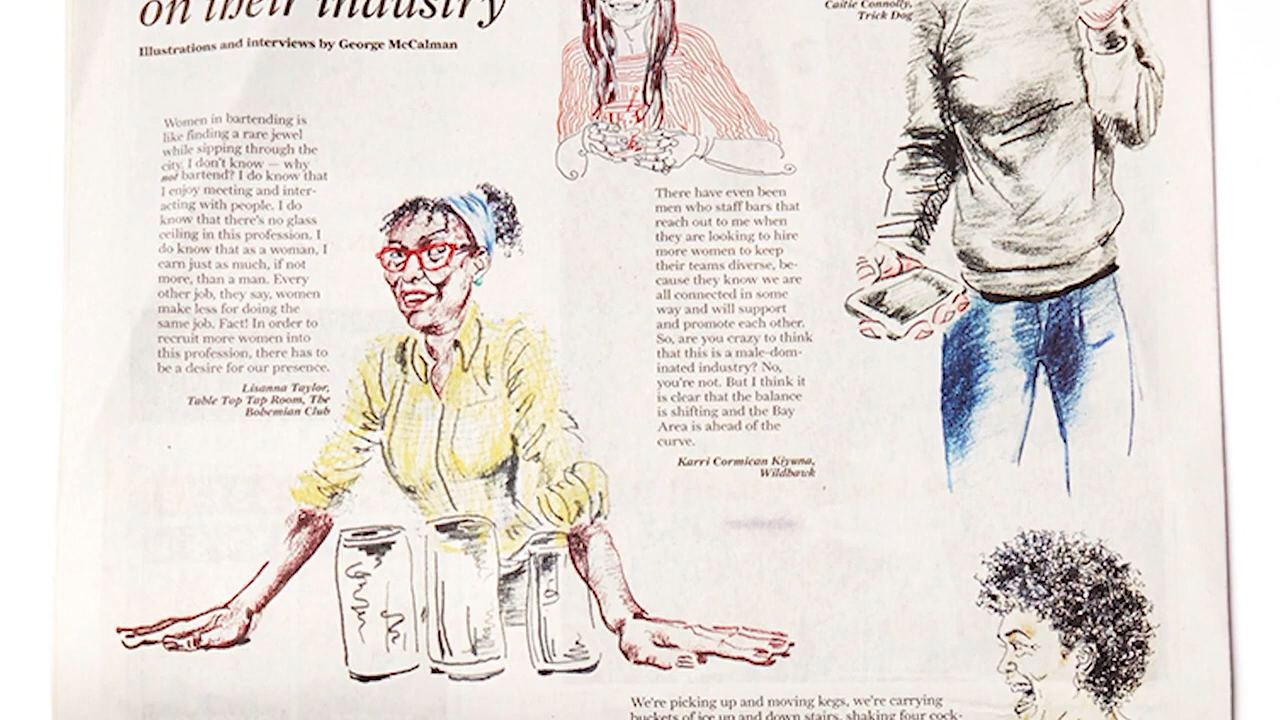 on their industry
Illustrations and interviews by George McCalman
Women in bartending is
like finding a rare jewel
while sipping through the
city. I don't know — why
not bartend? I do know that
I enjoy meeting and inter-
acting with people. I do
know that there's no glass
ceiling in this profession. I
do know that as a woman, I
earn just as much, if not
more, than a man. Every
other job, they say, women
make less for doing the
same job. Fact! In order to
recruit more women into
this profession, there has to
be a desire for our presence.
Lisanna Taylor,
Table Top Tap Room, The
Bohemian Club
There have even been
men who staff bars that
reach out to me when
they are looking to hire
more women to keep
their teams diverse, be-
cause they know we are
all connected in some
way and will support
and promote each other.
So, are you crazy to think
that this is a male-dom-
inated industry? No,
you're not. But I think it
is clear that the balance
is shifting and the Bay
Area is ahead of the
curve.
Karri Cormican Kiyuna,
Wildhawk
Caitie Connolly,
Trick Dog
We're picking up and moving kegs, we're carrying
buckets of ice up and down stairs, shaking four cock-